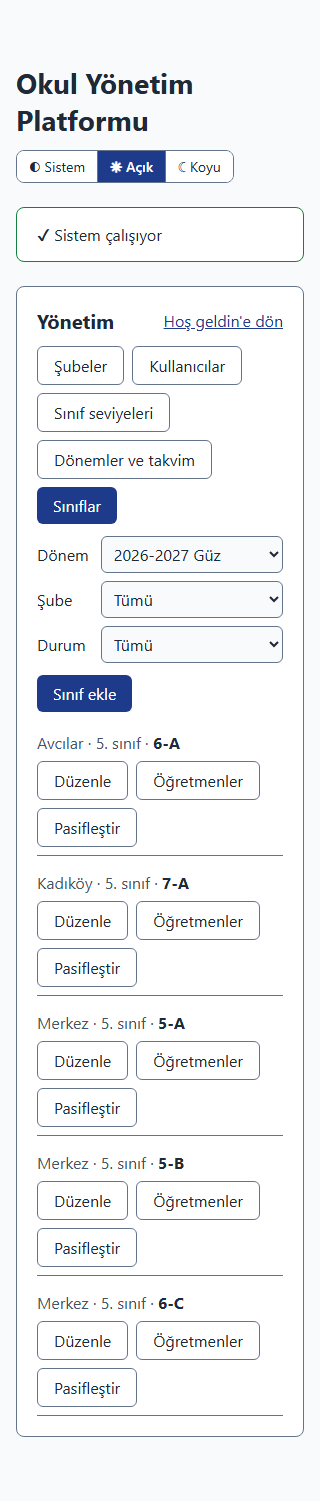 Okul Yönetim
Platformu
◐ Sistem ☀ Açık ☾ Koyu
✓ Sistem çalışıyor
Yönetim Hoş geldin'e dön
Şubeler Kullanıcılar
Sınıf seviyeleri
Dönemler ve takvim
Sınıflar
Dönem 2026-2027 Güz
Şube Tümü
Durum Tümü
Sınıf ekle
Avcılar · 5. sınıf · 6-A
Düzenle Öğretmenler
Pasifleştir
Kadıköy · 5. sınıf · 7-A
Düzenle Öğretmenler
Pasifleştir
Merkez · 5. sınıf · 5-A
Düzenle Öğretmenler
Pasifleştir
Merkez · 5. sınıf · 5-B
Düzenle Öğretmenler
Pasifleştir
Merkez · 5. sınıf · 6-C
Düzenle Öğretmenler
Pasifleştir